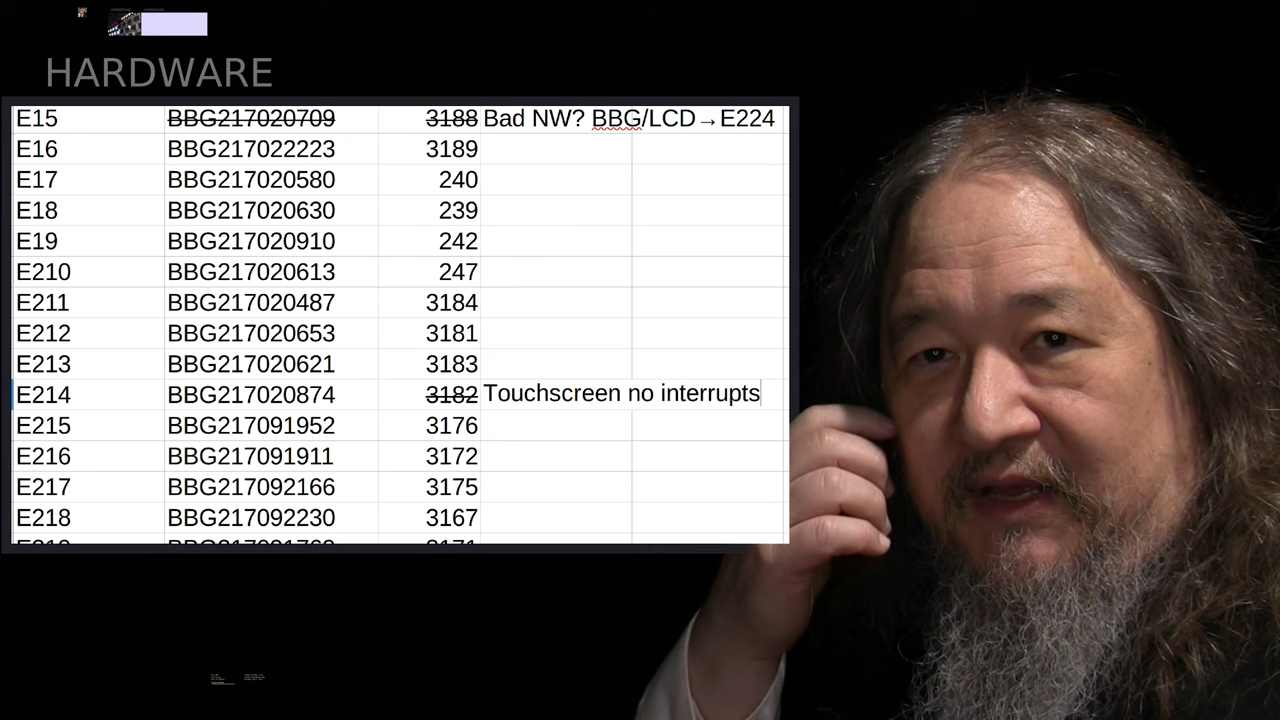 HARDWARE
E15 BBG217020709 3188 Bad NW? BBG/LCD→E224
E16 BBG217022223 3189
E17 BBG217020580 240
E18 BBG217020630 239
E19 BBG217020910 242
E210 BBG217020613 247
E211 BBG217020487 3184
E212 BBG217020653 3181
E213 BBG217020621 3183
E214 BBG217020874 3182 Touchscreen no interrupts
E215 BBG217091952 3176
E216 BBG217091911 3172
E217 BBG217092166 3175
E218 BBG217092230 3167